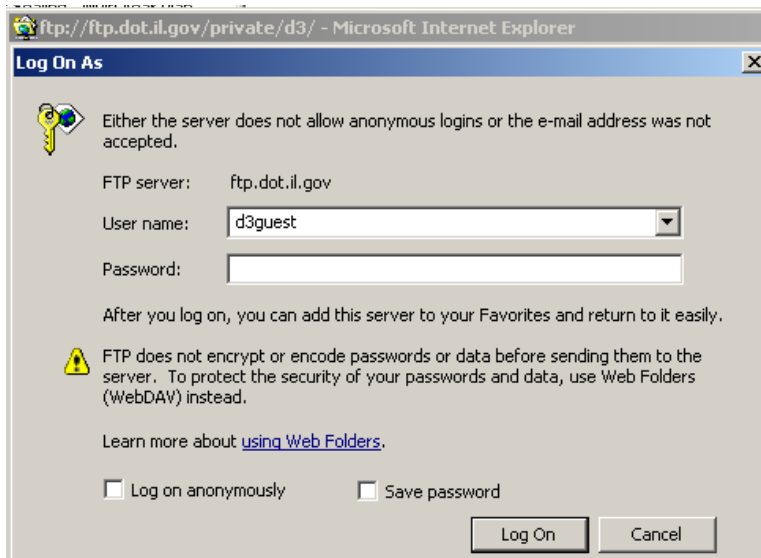 ftp://ftp.dot.il.gov/private/d3/ - Microsoft Internet Explorer
Log On As
Either the server does not allow anonymous logins or the e-mail address was not
accepted.
FTP server: ftp.dot.il.gov
User name: d3guest
Password:
After you log on, you can add this server to your Favorites and return to it easily.
FTP does not encrypt or encode passwords or data before sending them to the
server. To protect the security of your passwords and data, use Web Folders
(WebDAV) instead.
Learn more about using Web Folders.
Log on anonymously Save password
Log On Cancel